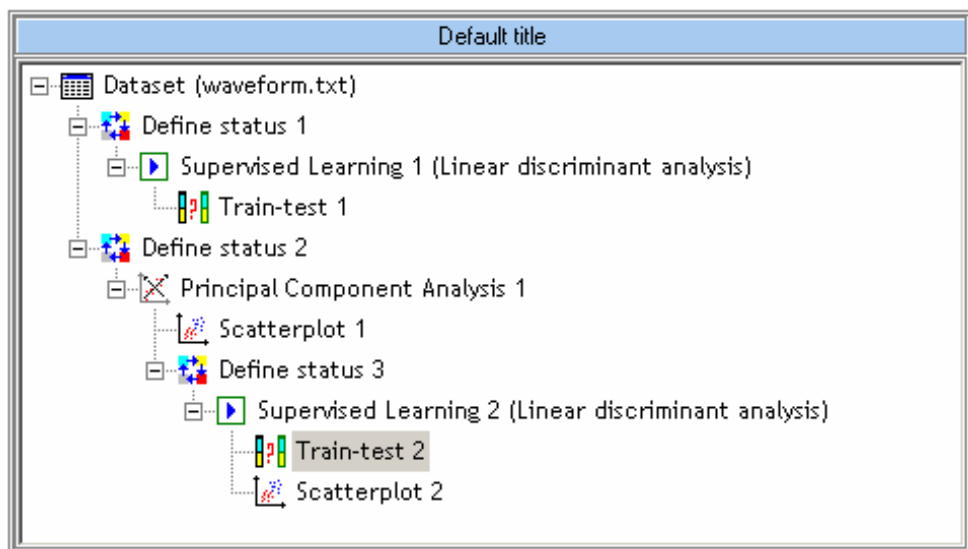 Default title
Dataset (waveform.txt)
Define status 1
Supervised Learning 1 (Linear discriminant analysis)
Train-test 1
Define status 2
Principal Component Analysis 1
Scatterplot 1
Define status 3
Supervised Learning 2 (Linear discriminant analysis)
Train-test 2
Scatterplot 2